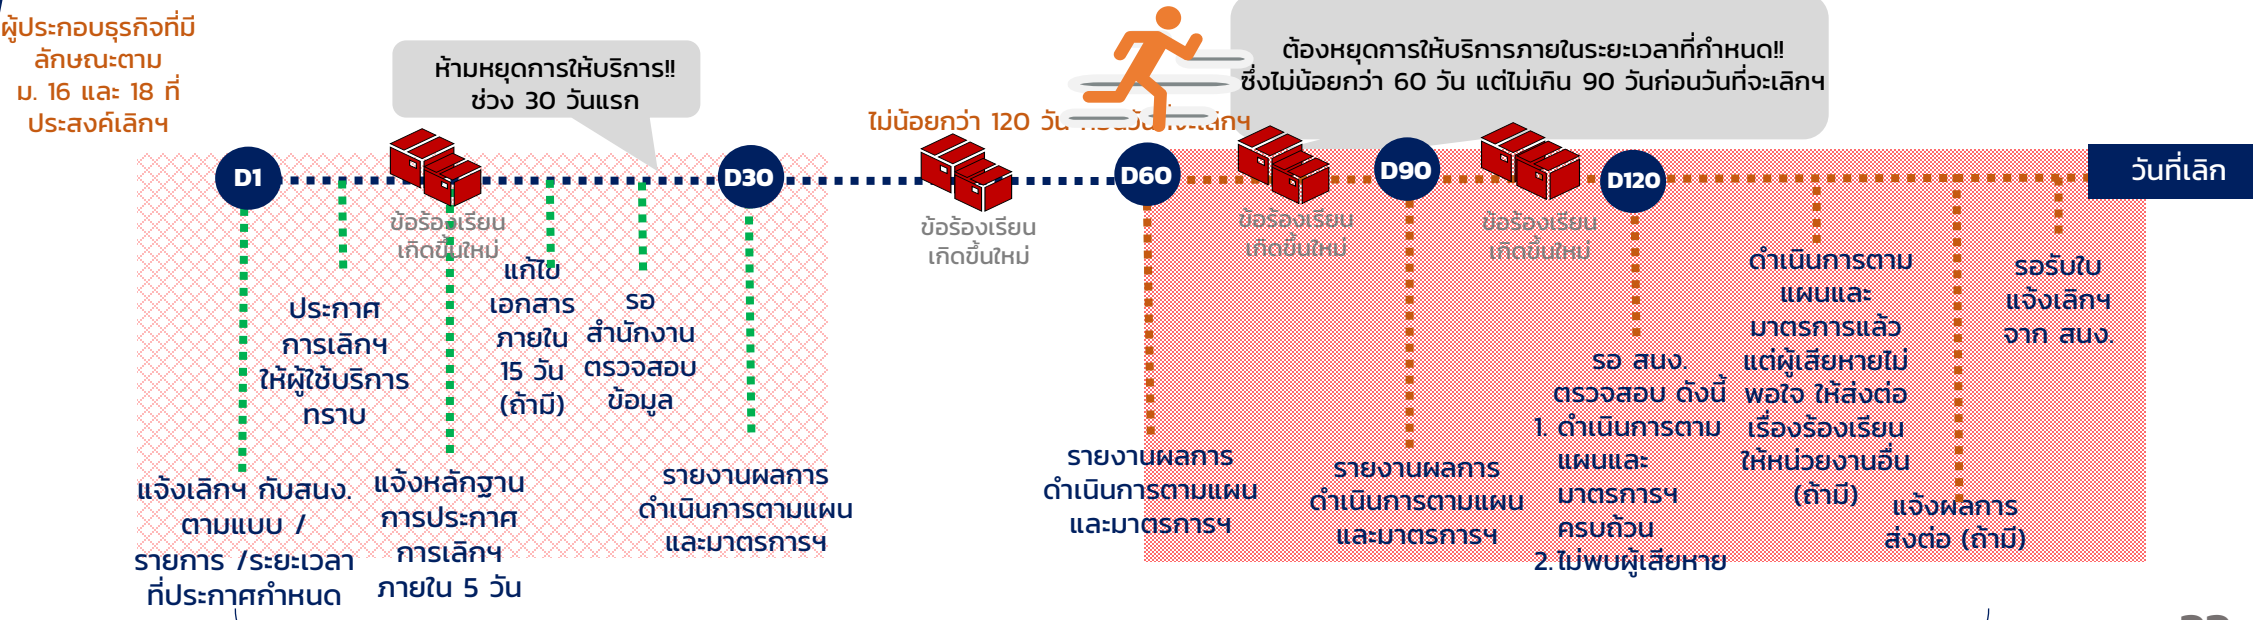 ผู้ประกอบธุรกิจที่มี
ลักษณะตาม
ม. 16 และ 18 ที่
ประสงค์เลิกฯ
ห้ามหยุดการให้บริการ!!
ช่วง 30 วันแรก
ต้องหยุดการให้บริการภายในระยะเวลาที่กำหนด!!
ซึ่งไม่น้อยกว่า 60 วัน แต่ไม่เกิน 90 วันก่อนวันที่จะเลิกฯ
ไม่น้อยกว่า 120 วัน ก่อนวันที่จะเลิกฯ
D1
D30
D60
D90
D120
วันที่เลิก
ข้อร้องเรียน
เกิดขึ้นใหม่
ข้อร้องเรียน
เกิดขึ้นใหม่
ข้อร้องเรียน
เกิดขึ้นใหม่
ข้อร้องเรียน
เกิดขึ้นใหม่
แจ้งเลิกฯ กับสนง.
ตามแบบ /
รายการ /ระยะเวลา
ที่ประกาศกำหนด
ประกาศ
การเลิกฯ
ให้ผู้ใช้บริการ
ทราบ
แจ้งหลักฐาน
การประกาศ
การเลิกฯ
ภายใน 5 วัน
แก้ไข
เอกสาร
ภายใน
15 วัน
(ถ้ามี)
รอ
สำนักงาน
ตรวจสอบ
ข้อมูล
รายงานผลการ
ดำเนินการตามแผน
และมาตรการฯ
รายงานผลการ
ดำเนินการตามแผน
และมาตรการฯ
รายงานผลการ
ดำเนินการตามแผน
และมาตรการฯ
รอ สนง.
ตรวจสอบ ดังนี้
1. ดำเนินการตาม
แผนและ
มาตรการฯ
ครบถ้วน
2. ไม่พบผู้เสียหาย
ดำเนินการตาม
แผนและ
มาตรการแล้ว
แต่ผู้เสียหายไม่
พอใจ ให้ส่งต่อ
เรื่องร้องเรียน
ให้หน่วยงานอื่น
(ถ้ามี)
แจ้งผลการ
ส่งต่อ (ถ้ามี)
รอรับใบ
แจ้งเลิกฯ
จาก สนง.